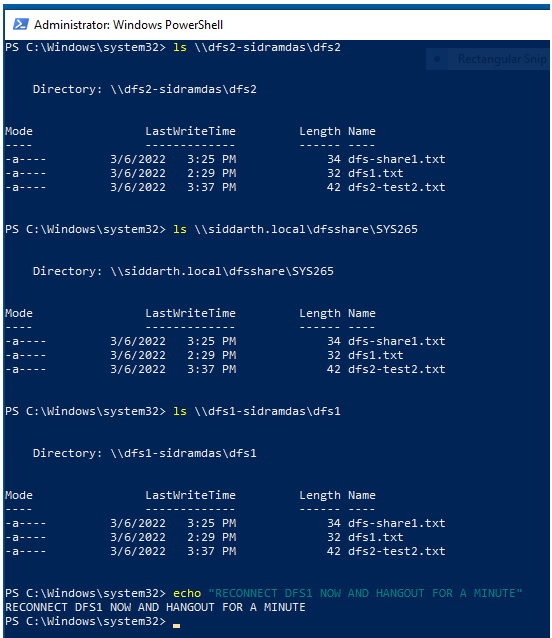 Administrator: Windows PowerShell
PS C:\Windows\system32> ls \\dfs2-sidramdas\dfs2
Rectangular Snip
Directory: \\dfs2-sidramdas\dfs2
Mode LastWriteTime Length Name
---- ------------- ------ ----
-a---- 3/6/2022 3:25 PM 34 dfs-share1.txt
-a---- 3/6/2022 2:29 PM 32 dfs1.txt
-a---- 3/6/2022 3:37 PM 42 dfs2-test2.txt
PS C:\Windows\system32> ls \\siddarth.local\dfsshare\SYS265
Directory: \\siddarth.local\dfsshare\SYS265
Mode LastWriteTime Length Name
---- ------------- ------ ----
-a---- 3/6/2022 3:25 PM 34 dfs-share1.txt
-a---- 3/6/2022 2:29 PM 32 dfs1.txt
-a---- 3/6/2022 3:37 PM 42 dfs2-test2.txt
PS C:\Windows\system32> ls \\dfs1-sidramdas\dfs1
Directory: \\dfs1-sidramdas\dfs1
Mode LastWriteTime Length Name
---- ------------- ------ ----
-a---- 3/6/2022 3:25 PM 34 dfs-share1.txt
-a---- 3/6/2022 2:29 PM 32 dfs1.txt
-a---- 3/6/2022 3:37 PM 42 dfs2-test2.txt
PS C:\Windows\system32> echo "RECONNECT DFS1 NOW AND HANGOUT FOR A MINUTE"
RECONNECT DFS1 NOW AND HANGOUT FOR A MINUTE
PS C:\Windows\system32>